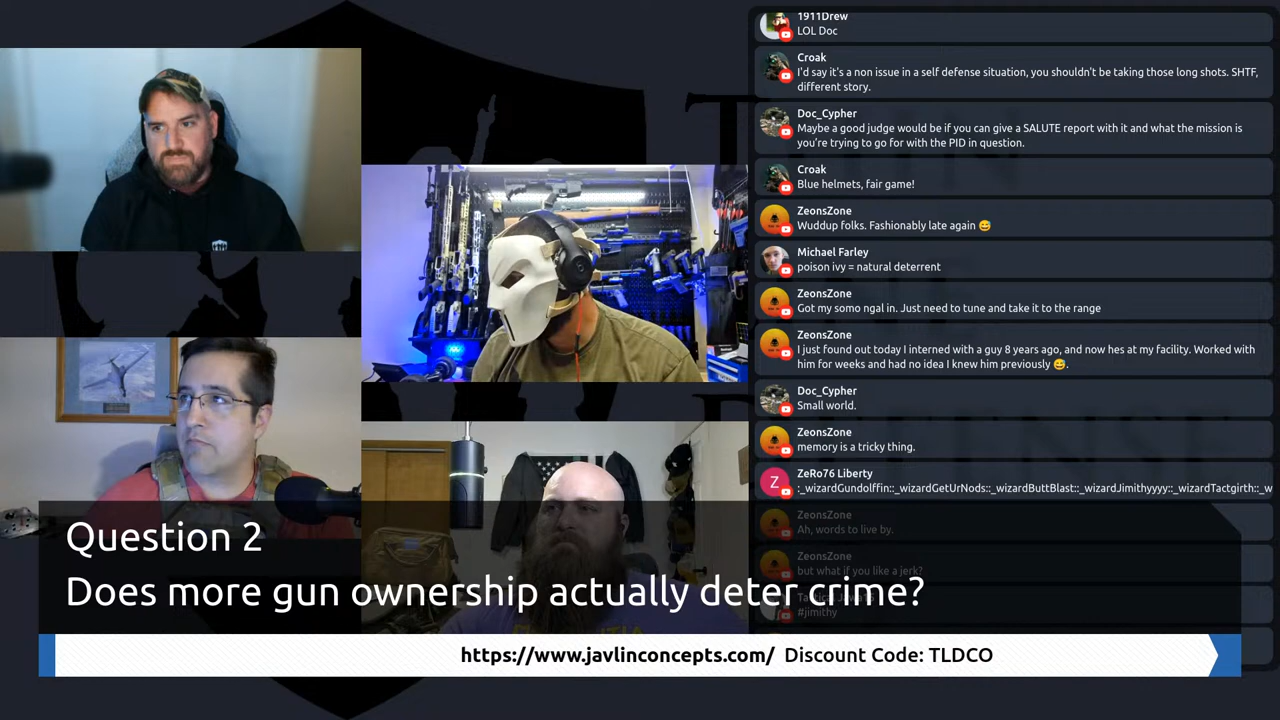 1911Drew
LOL Doc
Croak
I'd say it's a non issue in a self defense situation, you shouldn't be taking those long shots. SHTF,
different story.
Doc_Cypher
Maybe a good judge would be if you can give a SALUTE report with it and what the mission is
you're trying to go for with the PID in question.
Croak
Blue helmets, fair game!
ZeonsZone
Wuddup folks. Fashionably late again 😅
Michael Farley
poison ivy = natural deterrent
ZeonsZone
Got my somo ngal in. Just need to tune and take it to the range
ZeonsZone
I just found out today I interned with a guy 8 years ago, and now hes at my facility. Worked with
him for weeks and had no idea I knew him previously 😅.
Doc_Cypher
Small world.
ZeonsZone
memory is a tricky thing.
Z
ZeRo76 Liberty
:_wizardGundolffin::_wizardGetUrNods::_wizardButtBlast::_wizardJimithyyyy::_wizardTactgirth::_w
ZeonsZone
Ah, words to live by.
ZeonsZone
but what if you like a jerk?
#jimithy
Question 2
Does more gun ownership actually deter crime?
https://www.javlinconcepts.com/ Discount Code: TLDCO